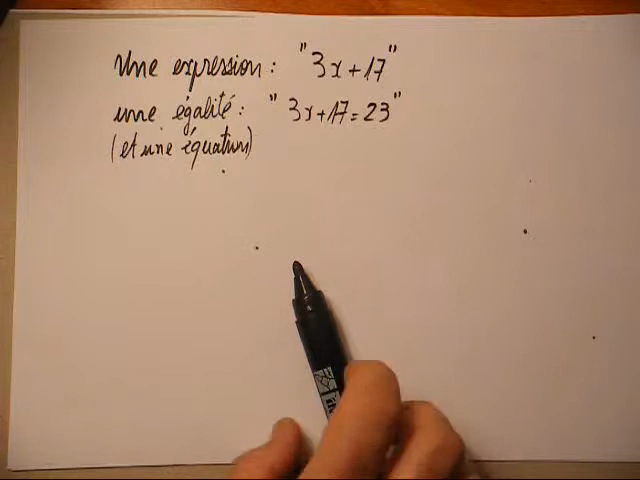 Une expression : "3x+17"
une égalité : "3x+17=23"
(et une équation)